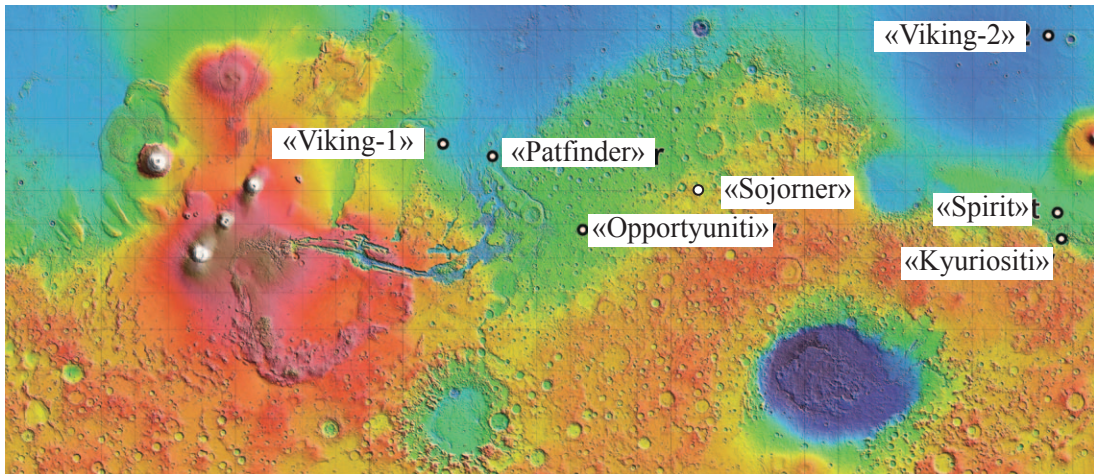 «Viking-2»
«Viking-1»
«Patfinder»
«Sojorner»
«Spirit»
«Opportyuniti»
«Kyuriositi»